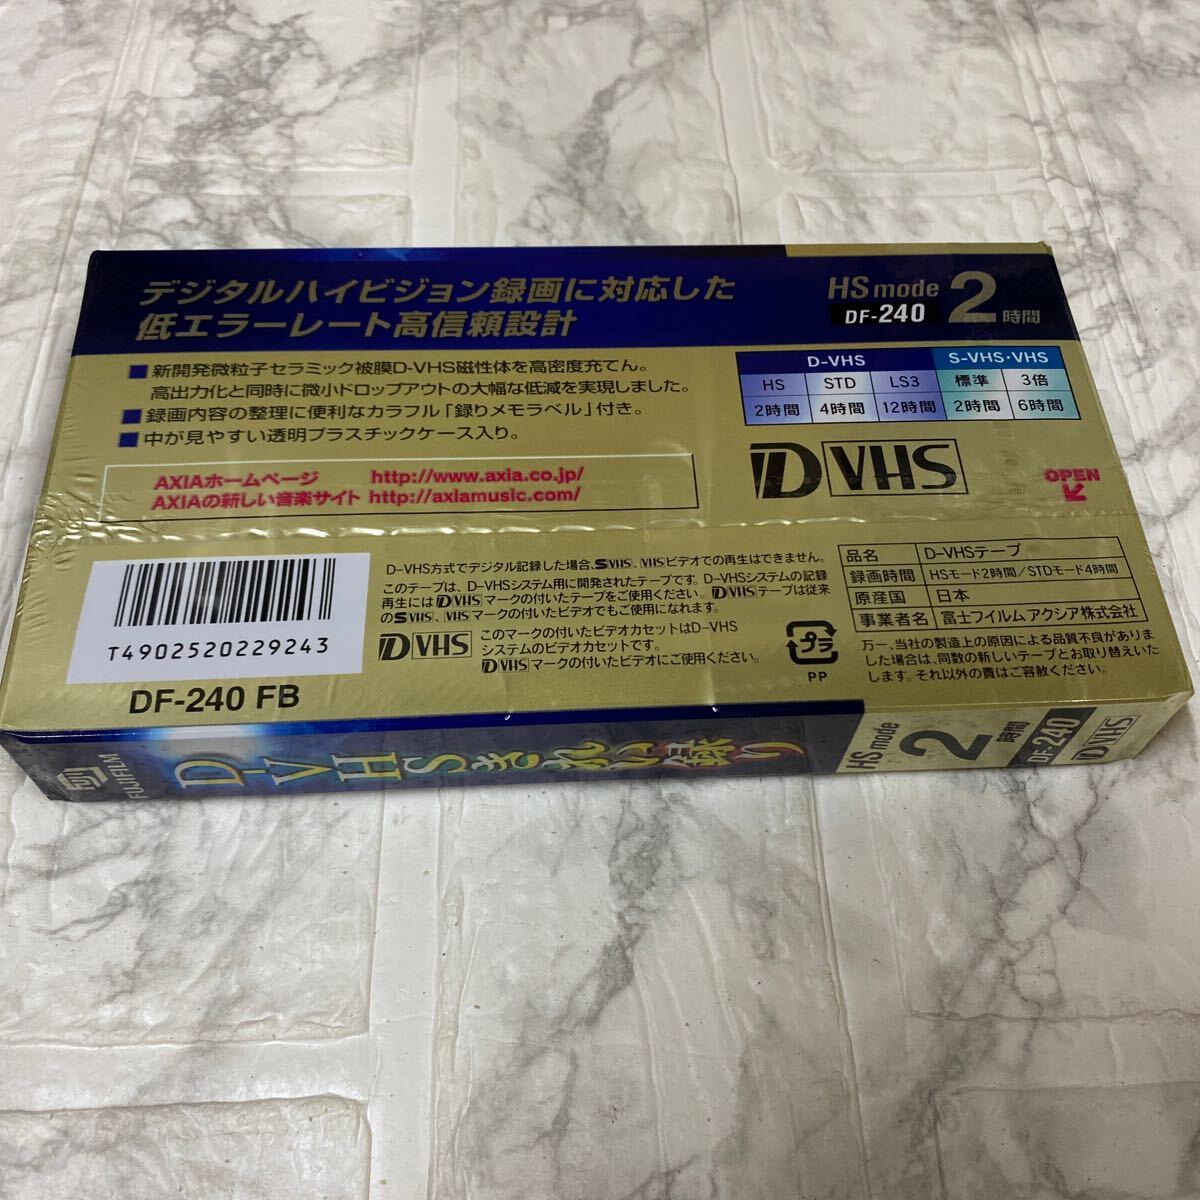 デジタルハイビジョン録画に対応した
低エラーレート高信頼設計
HS mode
DF-240
2時間
■新開発微粒子セラミック被膜D-VHS磁性体を高密度充てん。
高出力化と同時に微小ドロップアウトの大幅な低減を実現しました。
■録画内容の整理に便利なカラフル「録りメモラベル」付き。
■中が見やすい透明プラスチックケース入り。
D-VHS S-VHS・VHS
HS STD LS3 標準 3倍
2時間 4時間 12時間 2時間 6時間
AXIAホームページ http://www.axia.co.jp/
AXIAの新しい音楽サイト http://axiamusic.com/
D VHS
OPEN
T4902520229243
DF-240 FB
D-VHS方式でデジタル記録した場合、SVHS、VHSビデオでの再生はできません。
このテープは、D-VHSシステム用に開発されたテープです。D-VHSシステムの記録
再生にはD VHSマークの付いたテープをご使用ください。D VHSテープは従来
のSVHS、VHSマークの付いたビデオでもご使用になれます。
D VHS
このマークの付いたビデオカセットはD-VHS
システムのビデオカセットです。
D VHSマークの付いたビデオにご使用ください。
プラ
PP
品名 D-VHSテープ
録画時間 HSモード2時間/STDモード4時間
原産国 日本
事業者名 富士フイルム アクシア株式会社
万一、当社の製造上の原因による品質不良がありま
した場合は、同数の新しいテープとお取り替えいた
します。それ以外の責はご容赦ください。
FUJI
FUJIFILM
D-VHSきれい録り
HS mode
2時間
DF-240
D VHS